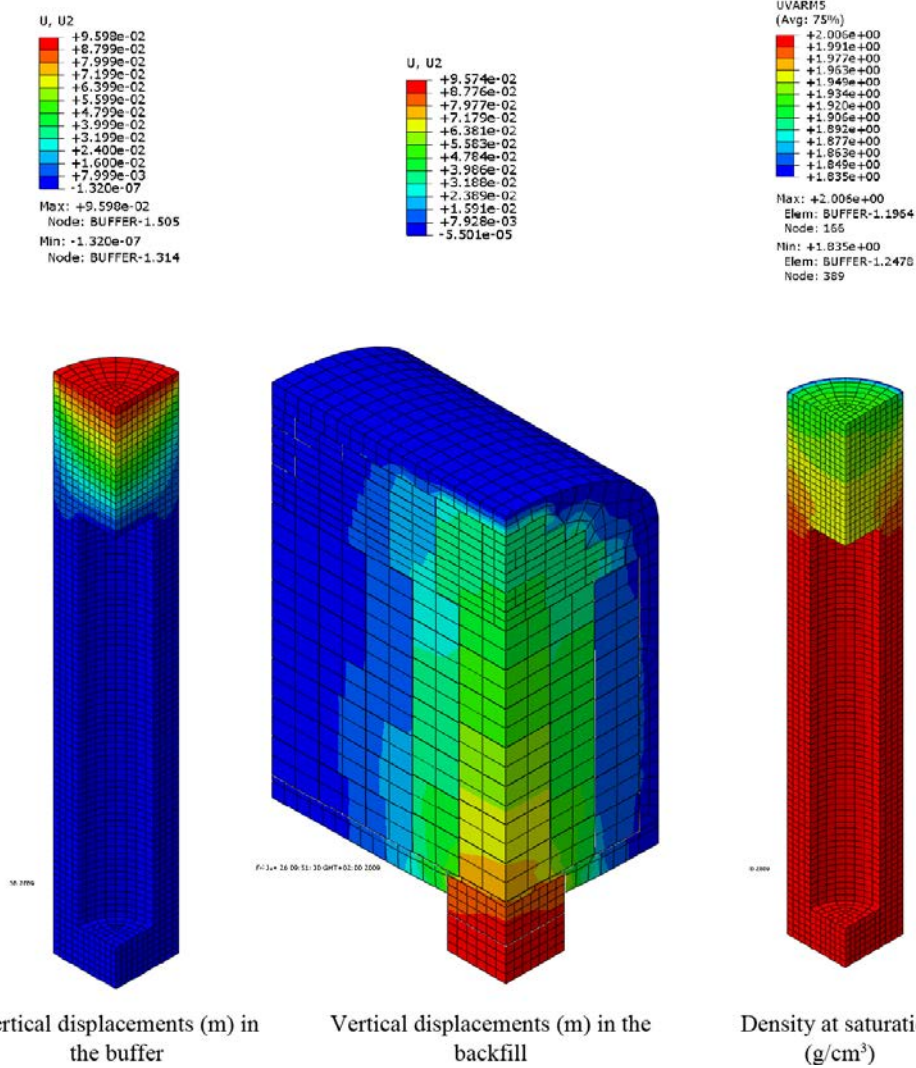 U, U2
+9.598e-02
+8.799e-02
+7.999e-02
+7.199e-02
+6.399e-02
+5.599e-02
+4.799e-02
+3.999e-02
+3.199e-02
+2.400e-02
+1.600e-02
+7.999e-03
-1.320e-07
Max: +9.598e-02
Node: BUFFER-1.505
Min: -1.320e-07
Node: BUFFER-1.314
U, U2
+9.574e-02
+8.776e-02
+7.977e-02
+7.179e-02
+6.381e-02
+5.583e-02
+4.784e-02
+3.986e-02
+3.188e-02
+2.389e-02
+1.591e-02
+7.928e-03
-5.501e-05
UVARM5
(Avg: 75%)
+2.006e+00
+1.991e+00
+1.977e+00
+1.963e+00
+1.949e+00
+1.934e+00
+1.920e+00
+1.906e+00
+1.892e+00
+1.877e+00
+1.863e+00
+1.849e+00
+1.835e+00
Max: +2.006e+00
Elem: BUFFER-1.1964
Node: 166
Min: +1.835e+00
Elem: BUFFER-1.2478
Node: 389
26 09:51:30 GMT+02:00 2009
ertical displacements (m) in
the buffer
Vertical displacements (m) in the
backfill
Density at saturati
(g/cm³)